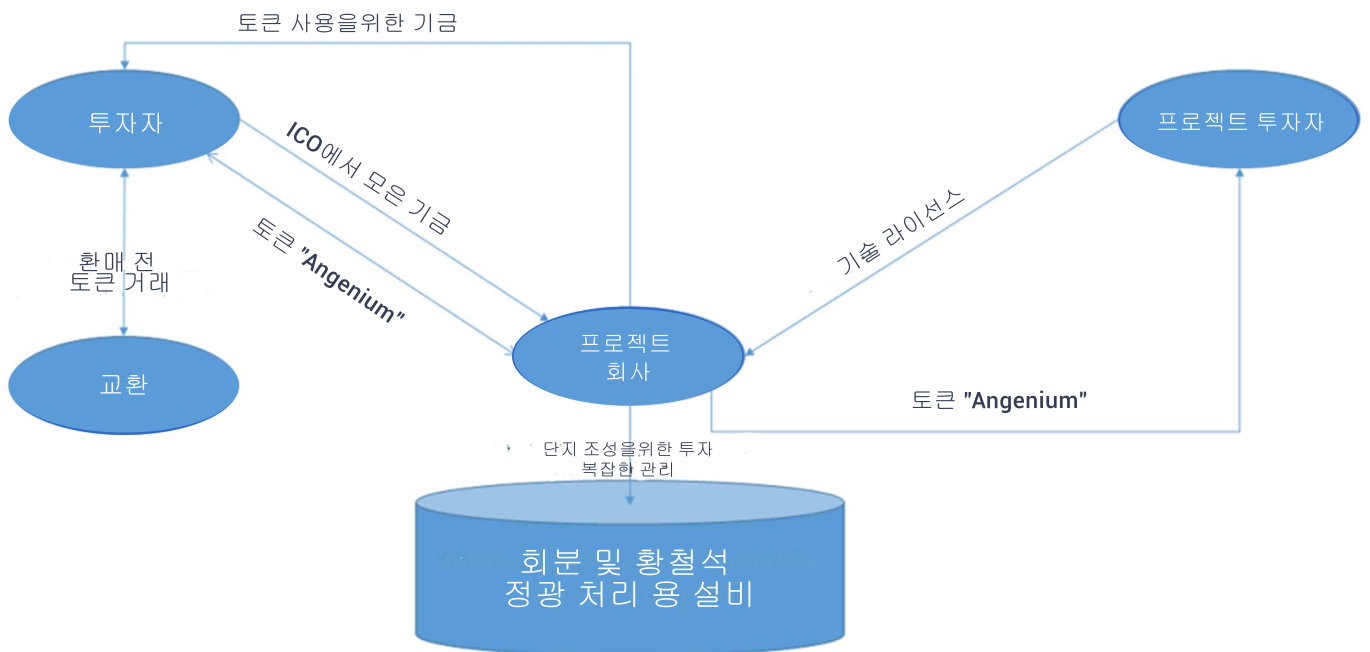 토큰 사용을위한 기금
투자자
프로젝트 투자자
ICO에서 모은 기금
토큰 "Angenium"
기술 라이선스
환매 전
토큰 거래
프로젝트
회사
교환
토큰 "Angenium"
단지 조성을위한 투자
복잡한 관리
회분 및 황철석
정광 처리 용 설비